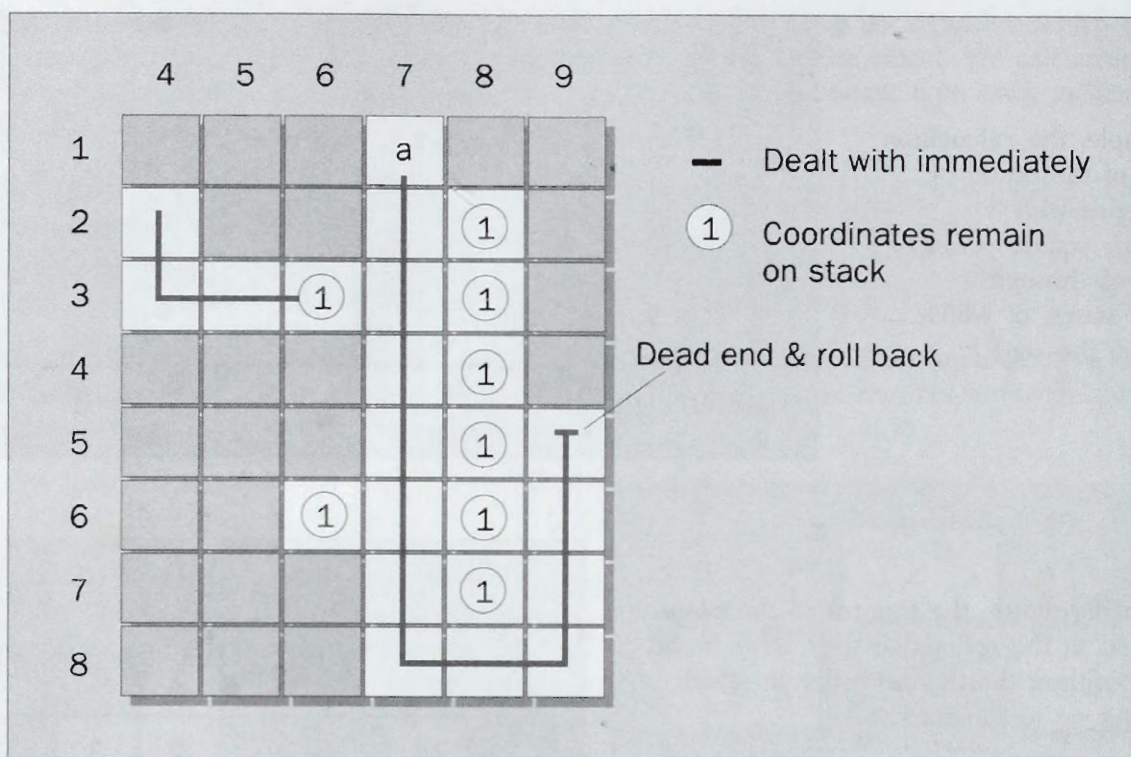 4 5 6 7 8 9
1 a
Dealt with immediately
2 1
1 Coordinates remain
on stack
3 1 1
4 1
Dead end & roll back
5 1
6 1 1
7 1
8